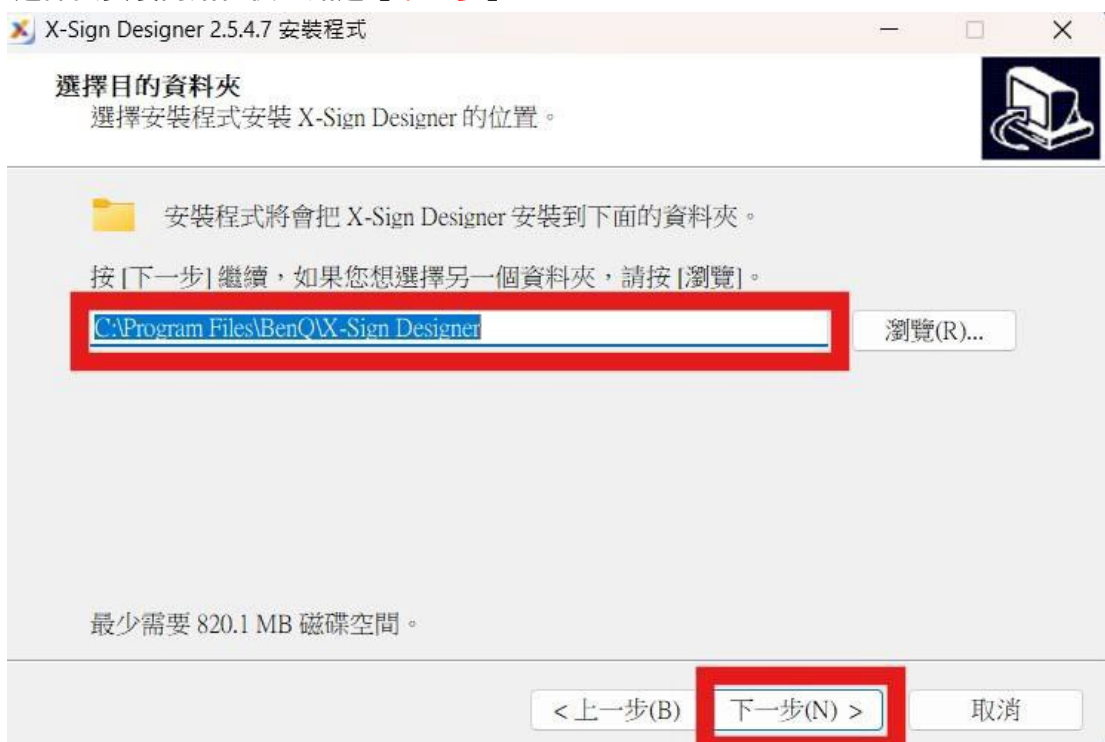 X-Sign Designer 2.5.4.7 安裝程式
選擇目的資料夾
選擇安裝程式安裝 X-Sign Designer 的位置。
安裝程式將會把 X-Sign Designer 安裝到下面的資料夾。
按 [下一步] 繼續，如果您想選擇另一個資料夾，請按 [瀏覽]。
C:\Program Files\BenQ\X-Sign Designer
瀏覽(R)...
最少需要 820.1 MB 磁碟空間。
<上一步(B) 下一步(N) > 取消